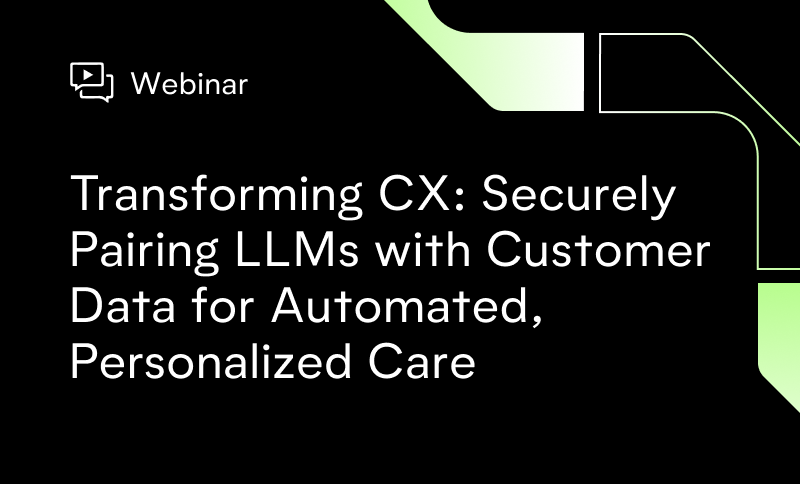 Webinar
Transforming CX: Securely
Pairing LLMs with Customer
Data for Automated,
Personalized Care